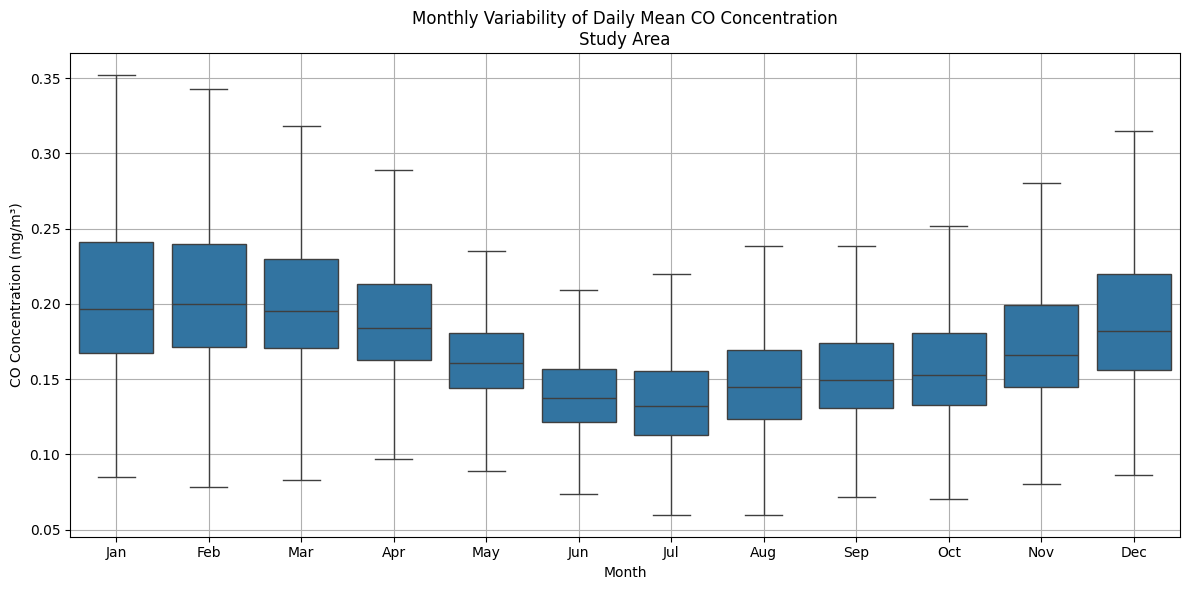 Monthly Variability of Daily Mean CO Concentration
Study Area
CO Concentration (mg/m³)
0.35
0.30
0.25
0.20
0.15
0.10
0.05
Jan Feb Mar Apr May Jun Jul Aug Sep Oct Nov Dec
Month